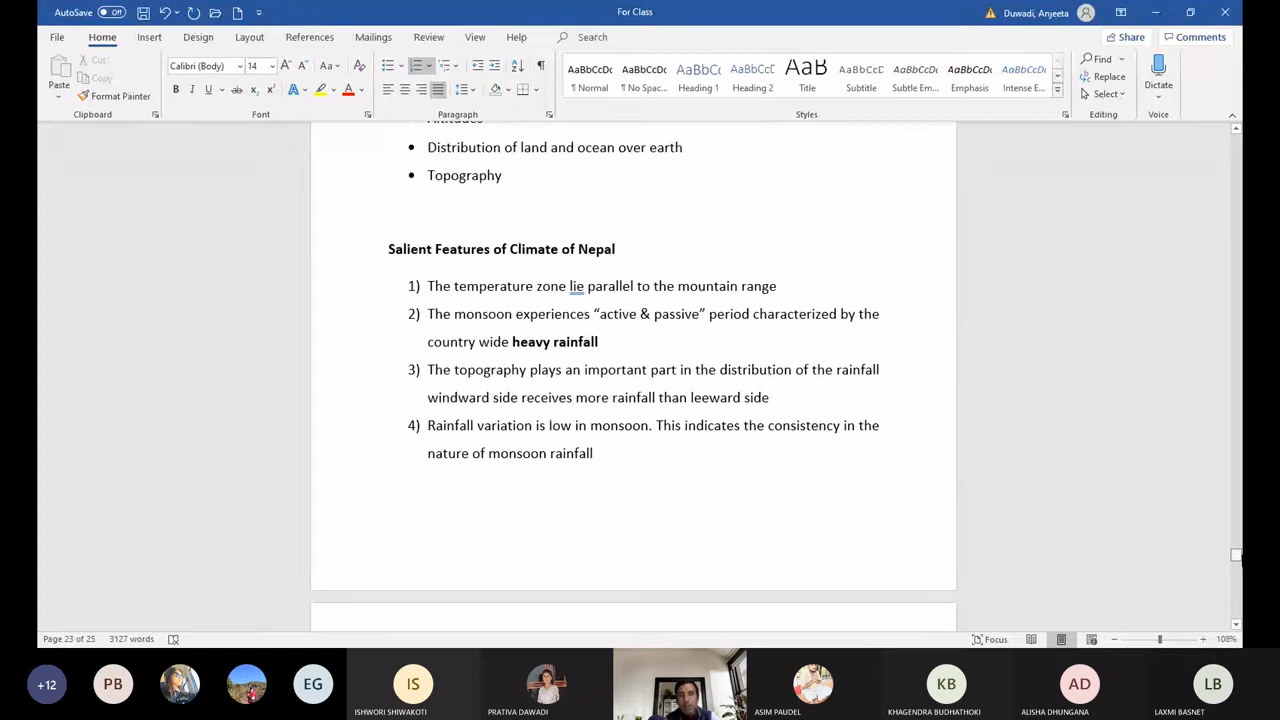 AutoSave Off
For Class
Duwadi, Anjeeta
File Home Insert Design Layout References Mailings Review View Help Search
Share Comments
Paste
Cut
Copy
Format Painter
Calibri (Body) 14
AaBbCcDc AaBbCcDc AaBbCc AaBbCcD AaB AaBbCcD AaBbCcDt AaBbCcDt AaBbCcDt
¶ Normal ¶ No Spac... Heading 1 Heading 2 Title Subtitle Subtle Em... Emphasis Intense E...
Find
Replace
Select
Dictate
Clipboard Font Paragraph Styles Editing Voice
Altitudes
• Distribution of land and ocean over earth
• Topography
Salient Features of Climate of Nepal
1) The temperature zone lie parallel to the mountain range
2) The monsoon experiences “active & passive” period characterized by the
country wide heavy rainfall
3) The topography plays an important part in the distribution of the rainfall
windward side receives more rainfall than leeward side
4) Rainfall variation is low in monsoon. This indicates the consistency in the
nature of monsoon rainfall
Page 23 of 25 3127 words
Focus
108%
+12 PB EG IS KB AD LB
ISHWORI SHIWAKOTI PRATIVA DAWADI ASIM PAUDEL KHAGENDRA BUDHATHOKI ALISHA DHUNGANA LAXMI BASNET